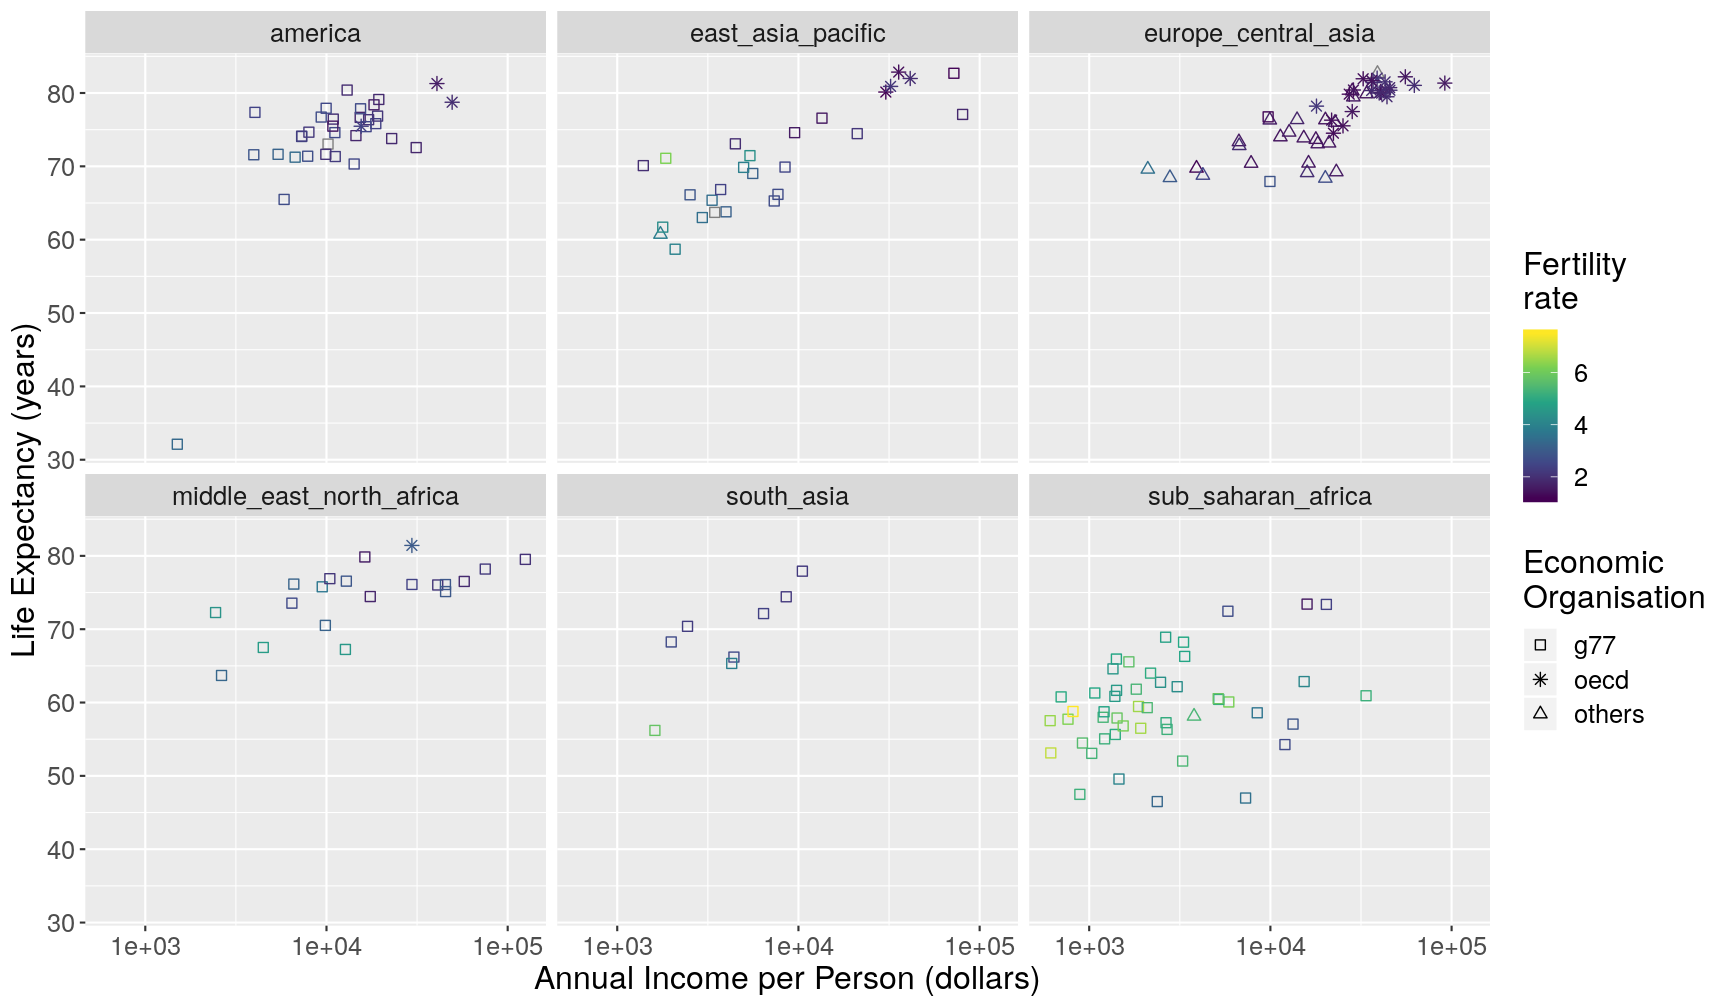 america
east_asia_pacific
europe_central_asia
80
70
60
50
40
30
middle_east_north_africa
south_asia
sub_saharan_africa
80
70
60
50
40
30
1e+03
1e+04
1e+05
1e+03
1e+04
1e+05
1e+03
1e+04
1e+05
Annual Income per Person (dollars)
Life Expectancy (years)
Fertility
rate
6
4
2
Economic
Organisation
g77
oecd
others